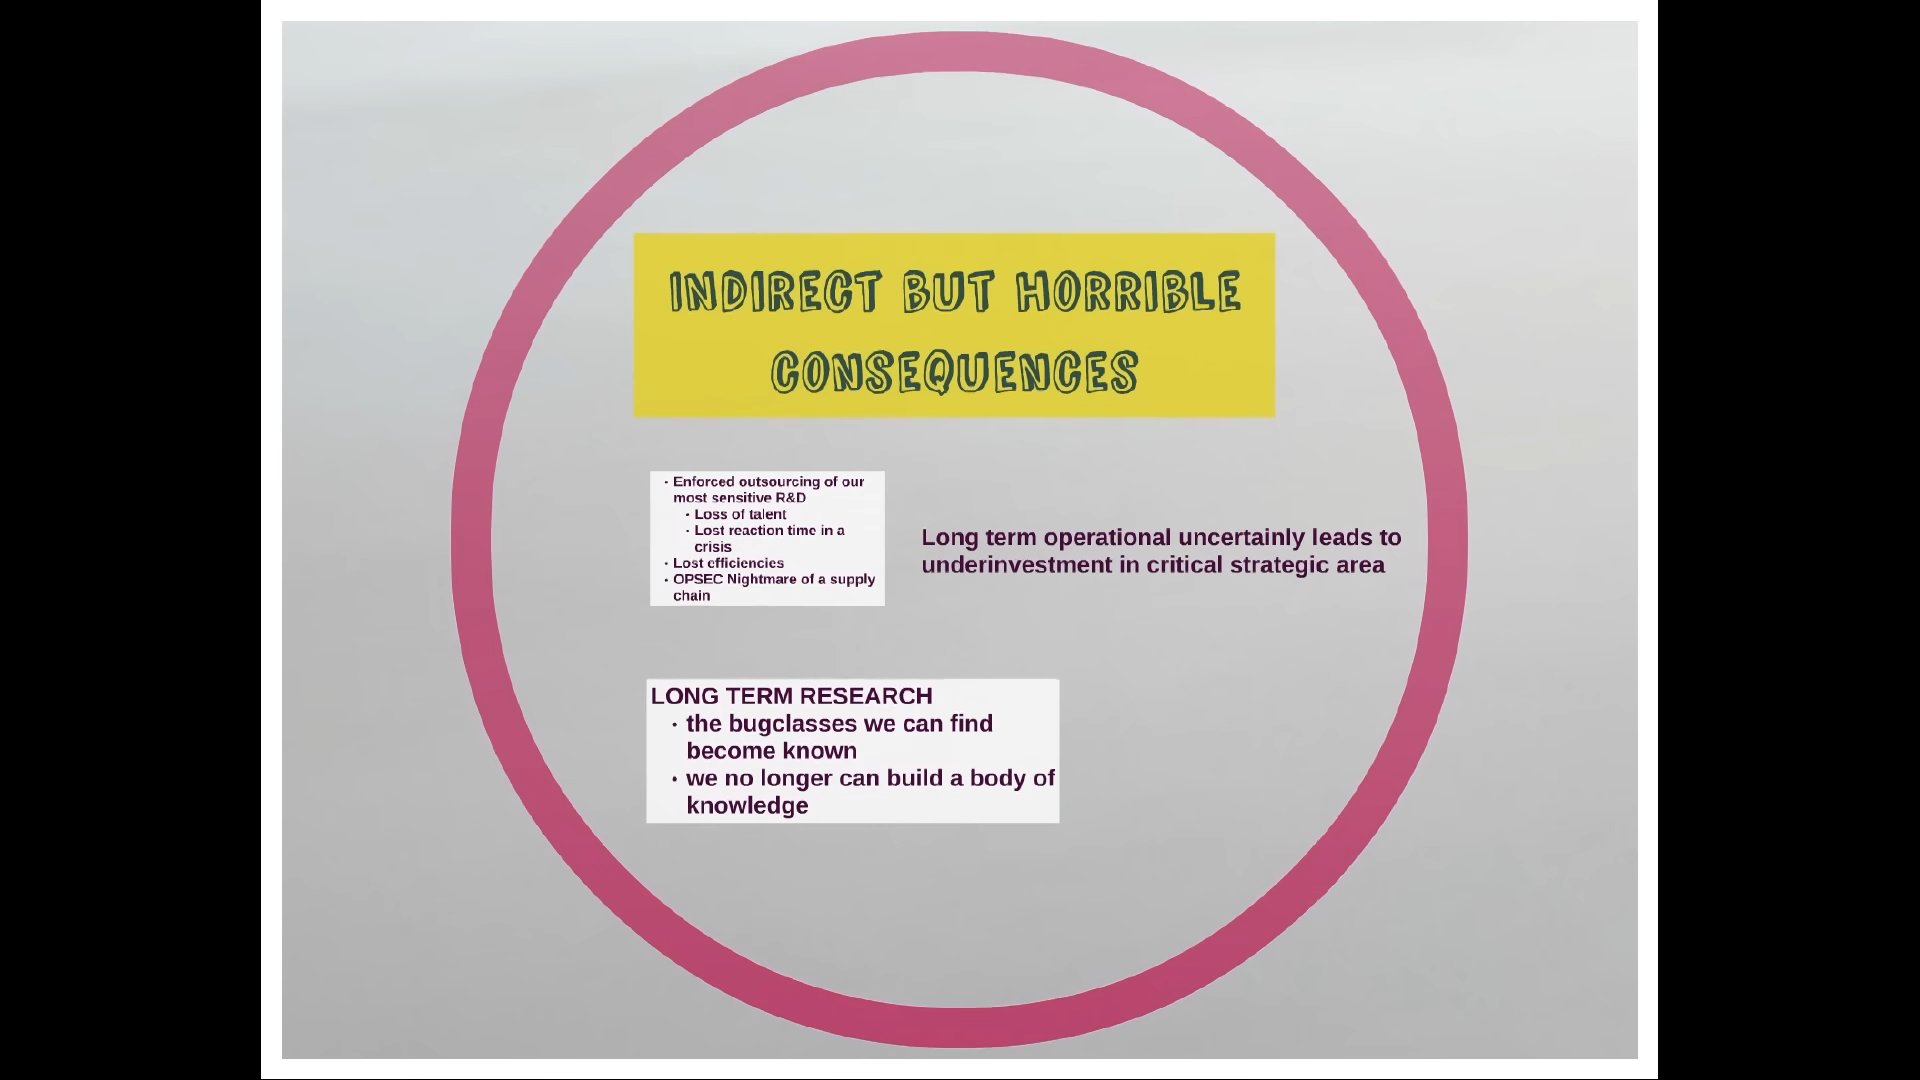 INDIRECT BUT HORRIBLE
CONSEQUENCES
· Enforced outsourcing of our
most sensitive R&D
· Loss of talent
· Lost reaction time in a
crisis
· Lost efficiencies
· OPSEC Nightmare of a supply
chain
Long term operational uncertainly leads to
underinvestment in critical strategic area
LONG TERM RESEARCH
· the bugclasses we can find
become known
· we no longer can build a body of
knowledge